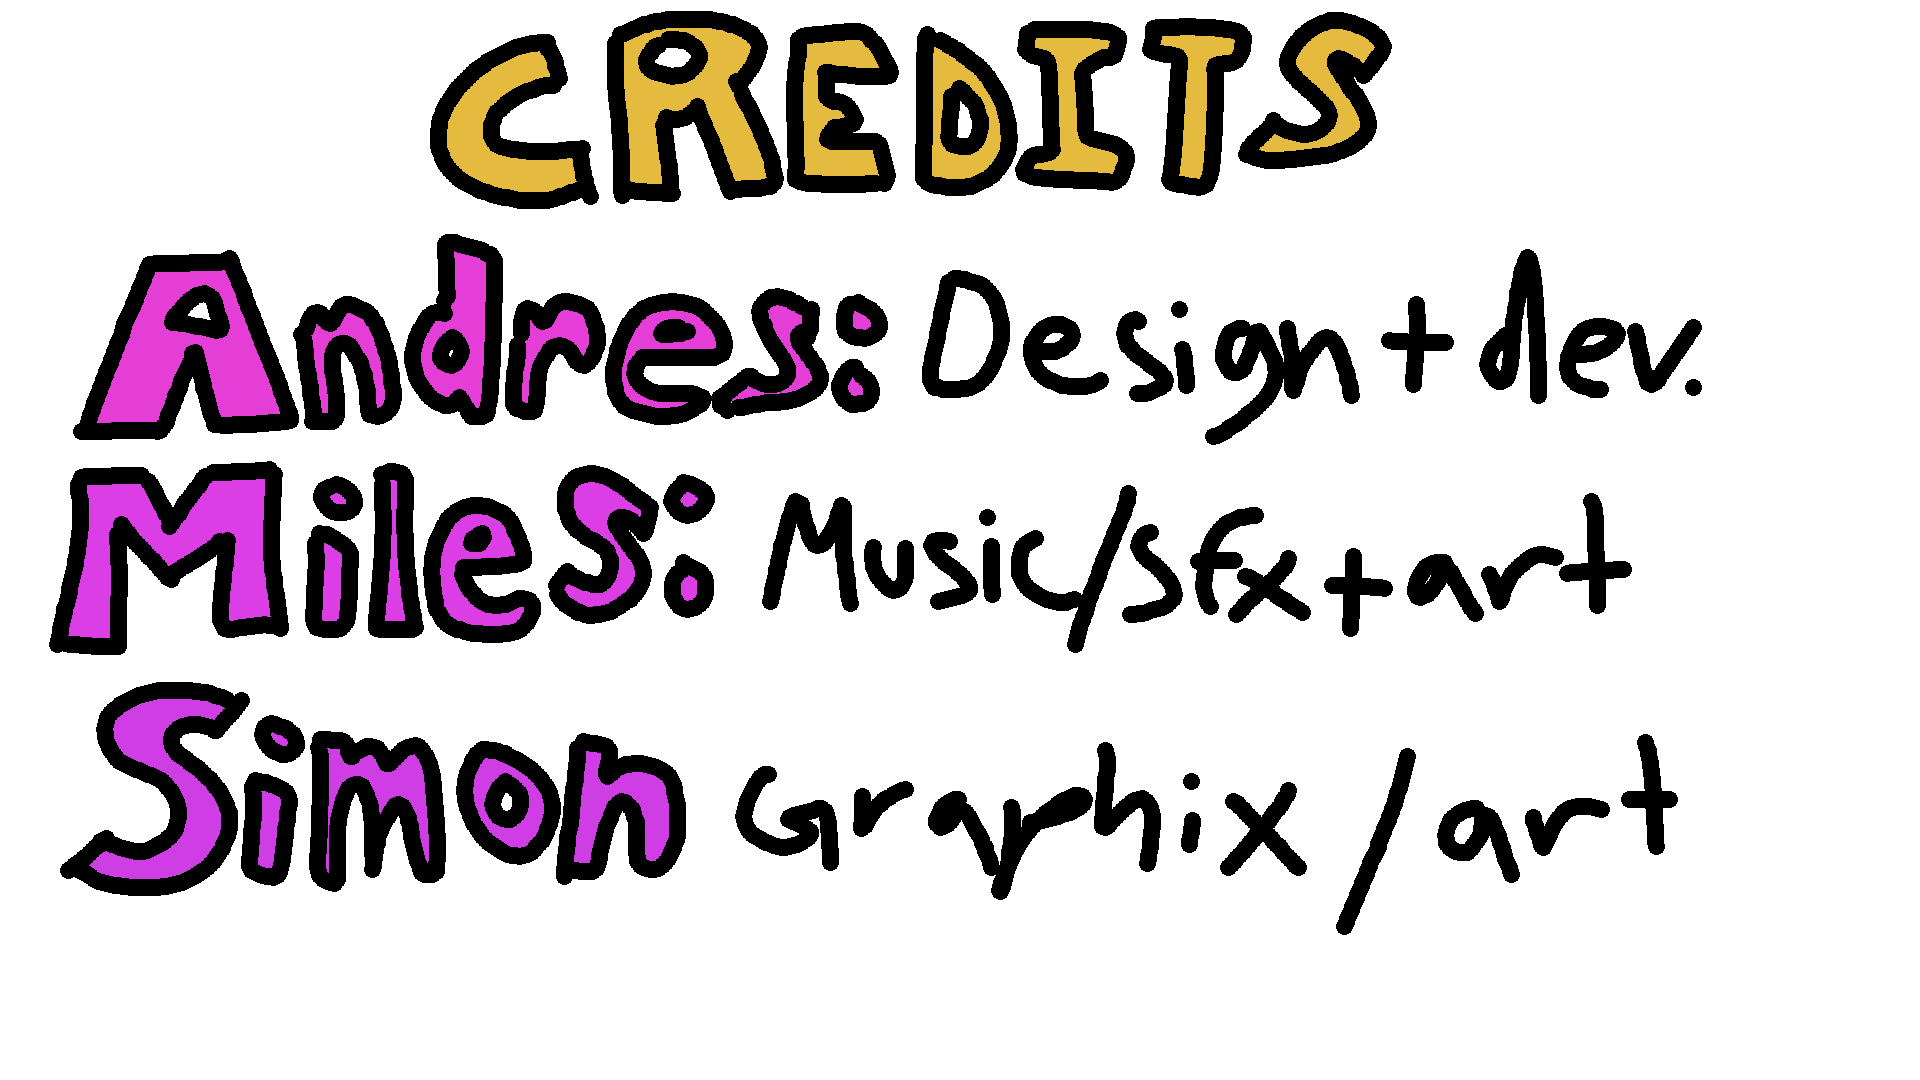 CREDITS
Andres: Design + dev.
Miles: Music/sfx + art
Simon Graphix / art